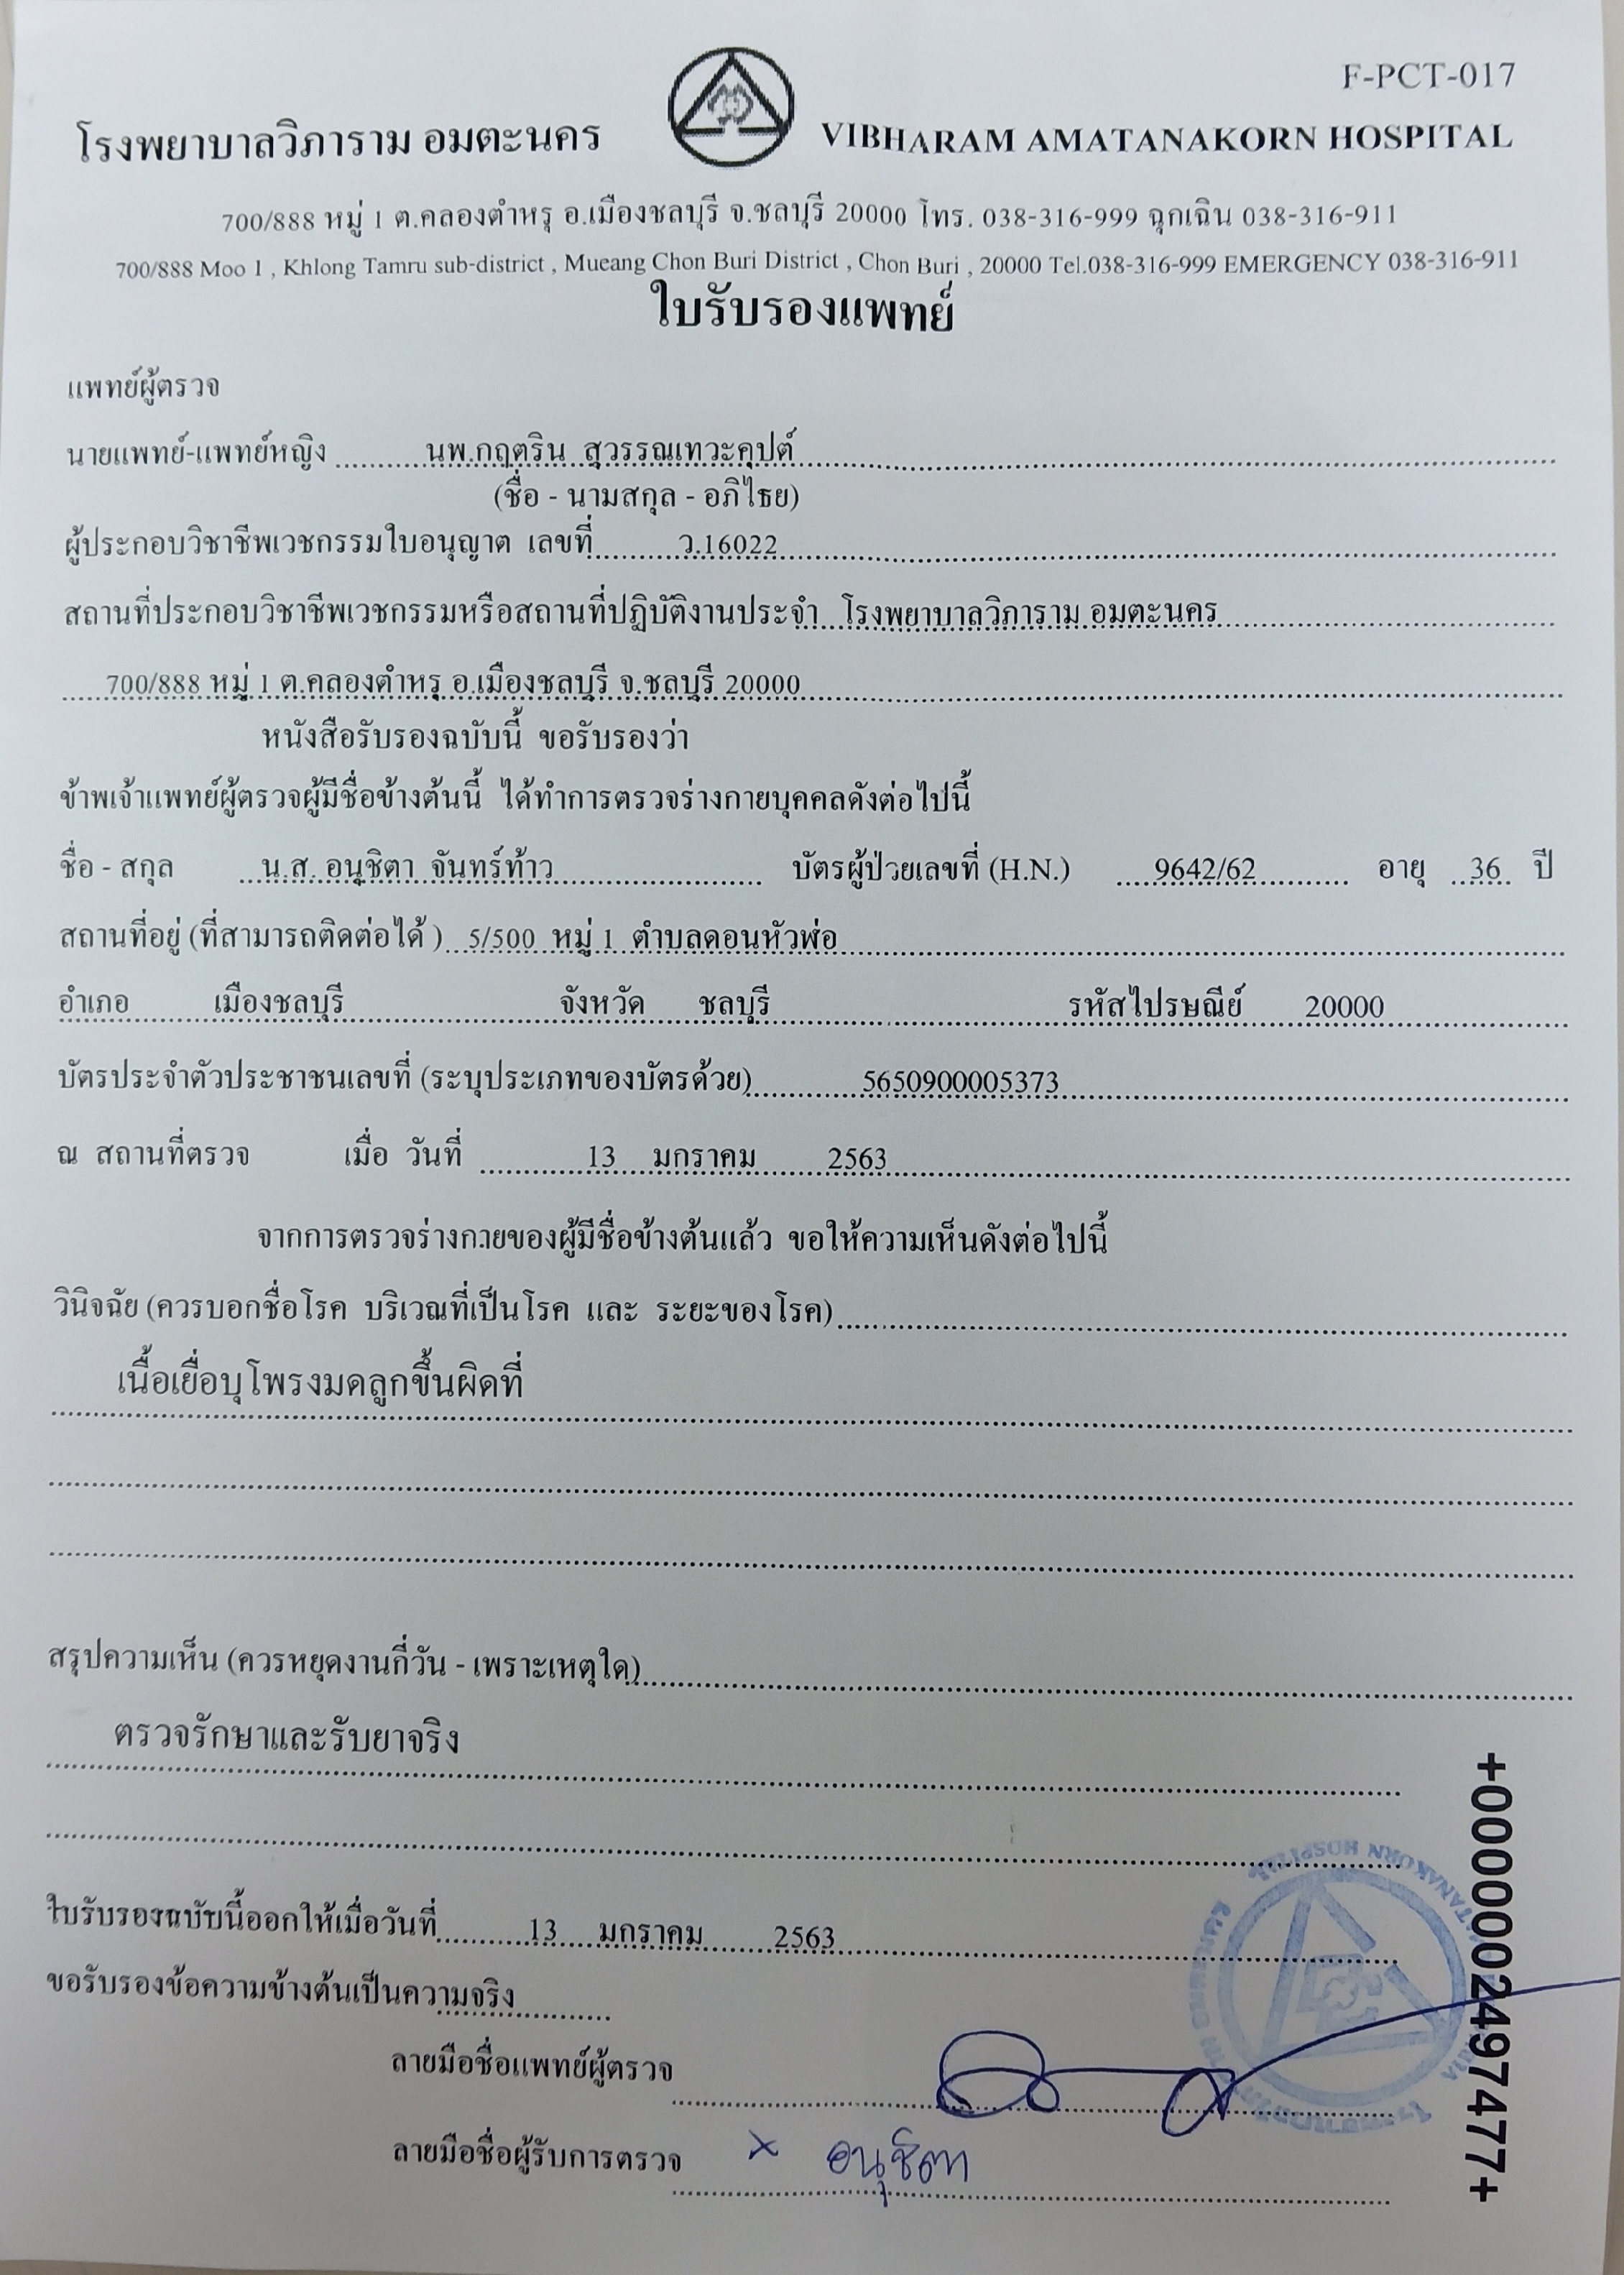 F-PCT-017
โรงพยาบาลวิภาราม อมตะนคร
VIBHARAM AMATANAKORN HOSPITAL
700/888 หมู่ 1 ต.คลองตำหรุ อ.เมืองชลบุรี จ.ชลบุรี 20000 โทร. 038-316-999 ฉุกเฉิน 038-316-911
700/888 Moo 1 , Khlong Tamru sub-district , Mueang Chon Buri District , Chon Buri , 20000 Tel.038-316-999 EMERGENCY 038-316-911
ใบรับรองแพทย์
แพทย์ผู้ตรวจ
นายแพทย์-แพทย์หญิง นพ.กฤตริน สุวรรณเทวะคุปต์
(ชื่อ - นามสกุล - อภิไธย)
ผู้ประกอบวิชาชีพเวชกรรมใบอนุญาต เลขที่ ว.16022
สถานที่ประกอบวิชาชีพเวชกรรมหรือสถานที่ปฏิบัติงานประจำ โรงพยาบาลวิภาราม อมตะนคร
700/888 หมู่ 1 ต.คลองตำหรุ อ.เมืองชลบุรี จ.ชลบุรี 20000
หนังสือรับรองฉบับนี้ ขอรับรองว่า
ข้าพเจ้าแพทย์ผู้ตรวจผู้มีชื่อข้างต้นนี้ ได้ทำการตรวจร่างกายบุคคลดังต่อไปนี้
ชื่อ - สกุล น.ส. อนุชิตา จันทร์ท้าว บัตรผู้ป่วยเลขที่ (H.N.) 9642/62 อายุ 36 ปี
สถานที่อยู่ (ที่สามารถติดต่อได้ ) 5/500 หมู่ 1 ตำบลดอนหัวฬ่อ
อำเภอ เมืองชลบุรี จังหวัด ชลบุรี รหัสไปรษณีย์ 20000
บัตรประจำตัวประชาชนเลขที่ (ระบุประเภทของบัตรด้วย) 5650900005373
ณ สถานที่ตรวจ เมื่อ วันที่ 13 มกราคม 2563
จากการตรวจร่างกายของผู้มีชื่อข้างต้นแล้ว ขอให้ความเห็นดังต่อไปนี้
วินิจฉัย (ควรบอกชื่อโรค บริเวณที่เป็นโรค และ ระยะของโรค)
เนื้อเยื่อบุโพรงมดลูกขึ้นผิดที่
สรุปความเห็น (ควรหยุดงานกี่วัน - เพราะเหตุใด)
ตรวจรักษาและรับยาจริง
ใบรับรองฉบับนี้ออกให้เมื่อวันที่ 13 มกราคม 2563
ขอรับรองข้อความข้างต้นเป็นความจริง
ลายมือชื่อแพทย์ผู้ตรวจ
ลายมือชื่อผู้รับการตรวจ × อนุชิตา
+0000002497477+